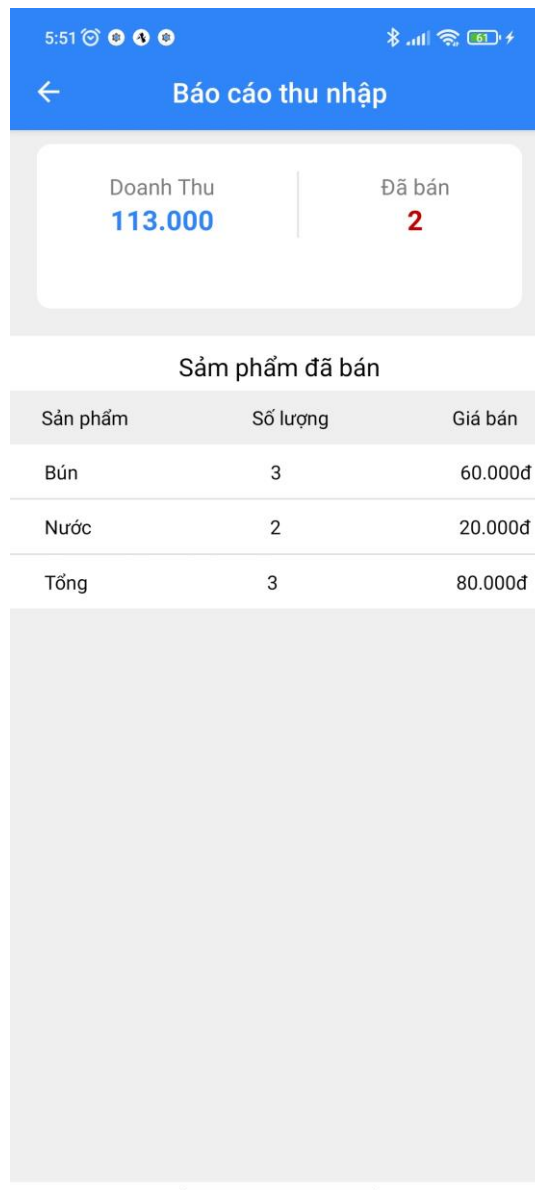 5:51
61
Báo cáo thu nhập
Doanh Thu Đã bán
113.000 2
Sảm phẩm đã bán
Sản phẩm Số lượng Giá bán
Bún 3 60.000đ
Nước 2 20.000đ
Tổng 3 80.000đ